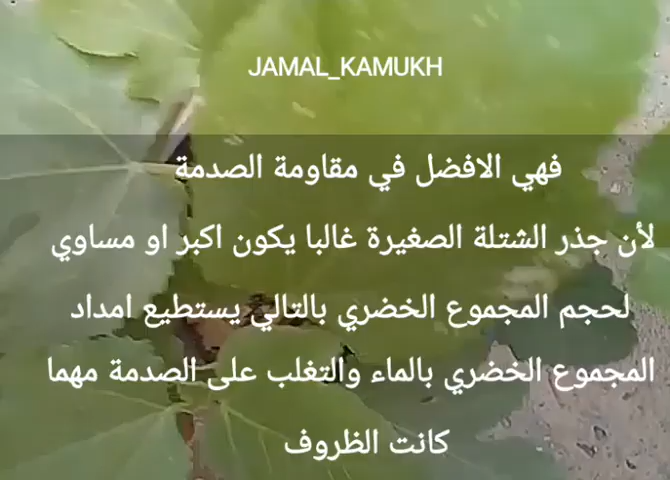 JAMAL_KAMUKH
فهي الافضل في مقاومة الصدمة
لأن جذر الشتلة الصغيرة غالبا يكون اكبر او مساوي
لحجم المجموع الخضري بالتالي يستطيع امداد
المجموع الخضري بالماء والتغلب على الصدمة مهما
كانت الظروف